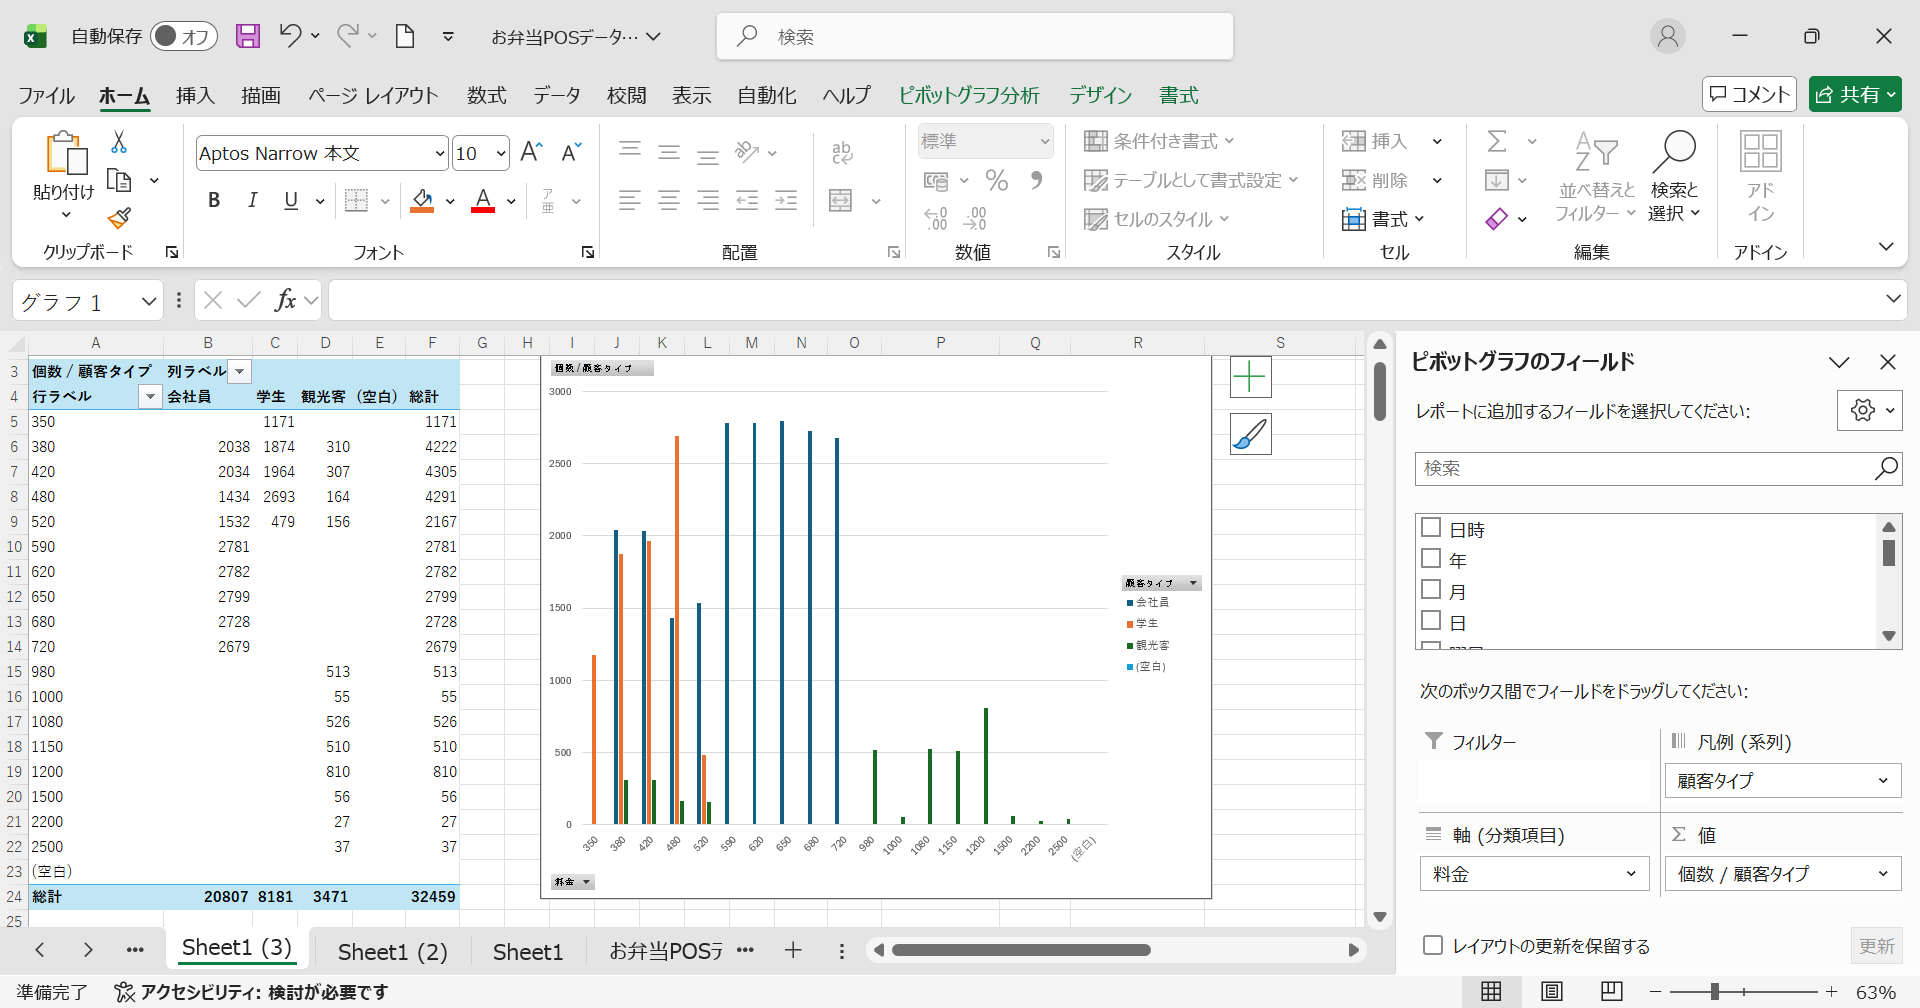 自動保存 オフ お弁当POSデータ… 検索
ファイル ホーム 挿入 描画 ページ レイアウト 数式 データ 校閲 表示 自動化 ヘルプ ピボットグラフ分析 デザイン 書式 コメント 共有
貼り付け
クリップボード
Aptos Narrow 本文 10
B I U
フォント
配置
標準
数値
条件付き書式
テーブルとして書式設定
セルのスタイル
スタイル
挿入
削除
書式
セル
並べ替えと
フィルター
検索と
選択
編集
アド
イン
アドイン
グラフ 1 fx
A B C D E F G H I J K L M N O P Q R S
3 個数 / 顧客タイプ 列ラベル
4 行ラベル 会社員 学生 観光客 (空白) 総計
5 350 1171 1171
6 380 2038 1874 310 4222
7 420 2034 1964 307 4305
8 480 1434 2693 164 4291
9 520 1532 479 156 2167
10 590 2781 2781
11 620 2782 2782
12 650 2799 2799
13 680 2728 2728
14 720 2679 2679
15 980 513 513
16 1000 55 55
17 1080 526 526
18 1150 510 510
19 1200 810 810
20 1500 56 56
21 2200 27 27
22 2500 37 37
23 (空白)
24 総計 20807 8181 3471 32459
25
個数 / 顧客タイプ
3000
2500
2000
1500
1000
500
0
350 380 420 480 520 590 620 650 680 720 980 1000 1080 1150 1200 1500 2200 2500 (空白)
料金
顧客タイプ
会社員
学生
観光客
(空白)
ピボットグラフのフィールド
レポートに追加するフィールドを選択してください:
検索
日時
年
月
日
次のボックス間でフィールドをドラッグしてください:
フィルター
凡例 (系列)
顧客タイプ
軸 (分類項目)
料金
Σ 値
個数 / 顧客タイプ
レイアウトの更新を保留する 更新
Sheet1 (3) Sheet1 (2) Sheet1 お弁当POSデ
準備完了 アクセシビリティ: 検討が必要です 63%